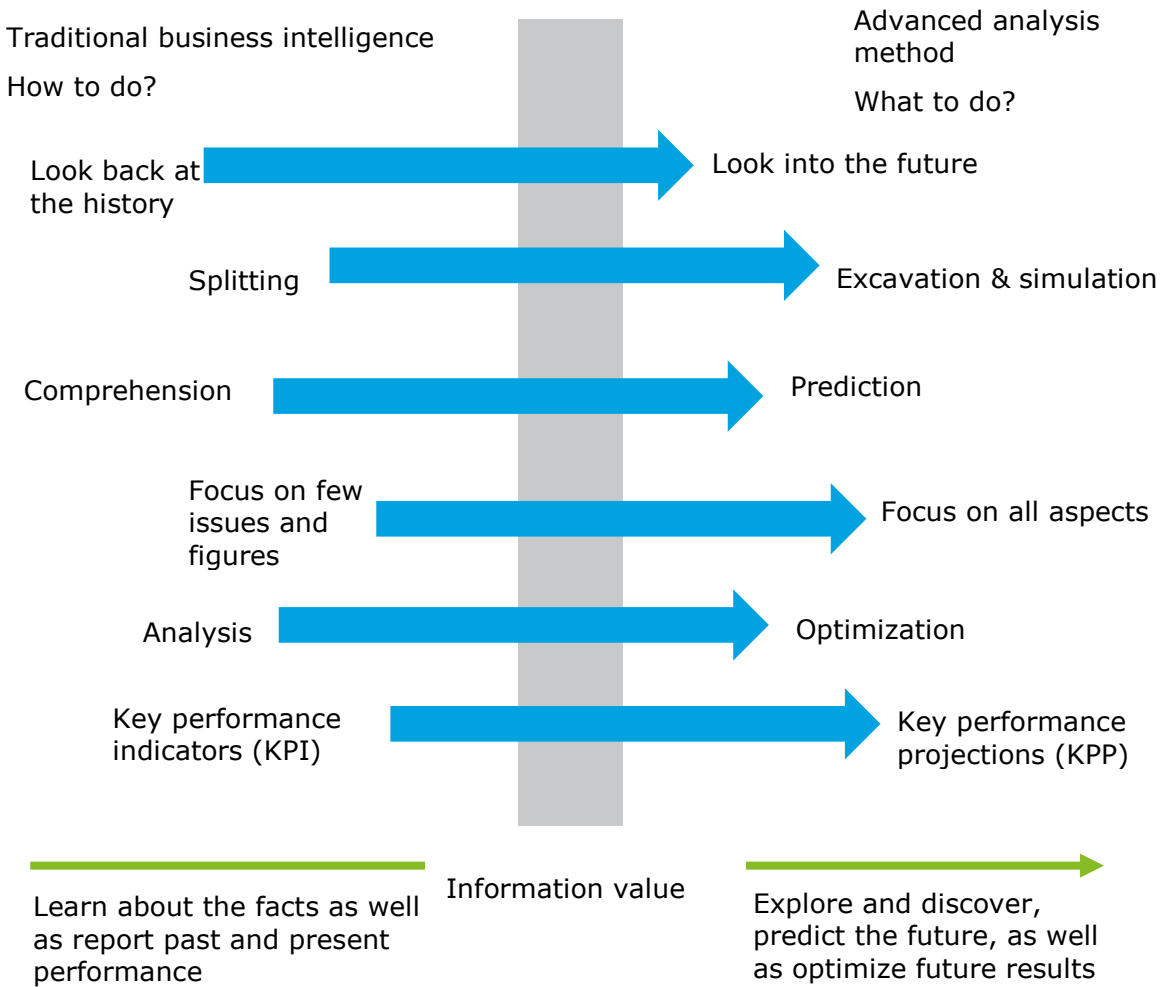 Traditional business intelligence
How to do?
Advanced analysis
method
What to do?
Look back at
the history
Look into the future
Splitting
Excavation & simulation
Comprehension
Prediction
Focus on few
issues and
figures
Focus on all aspects
Analysis
Optimization
Key performance
indicators (KPI)
Key performance
projections (KPP)
Learn about the facts as well
as report past and present
performance
Information value
Explore and discover,
predict the future, as well
as optimize future results